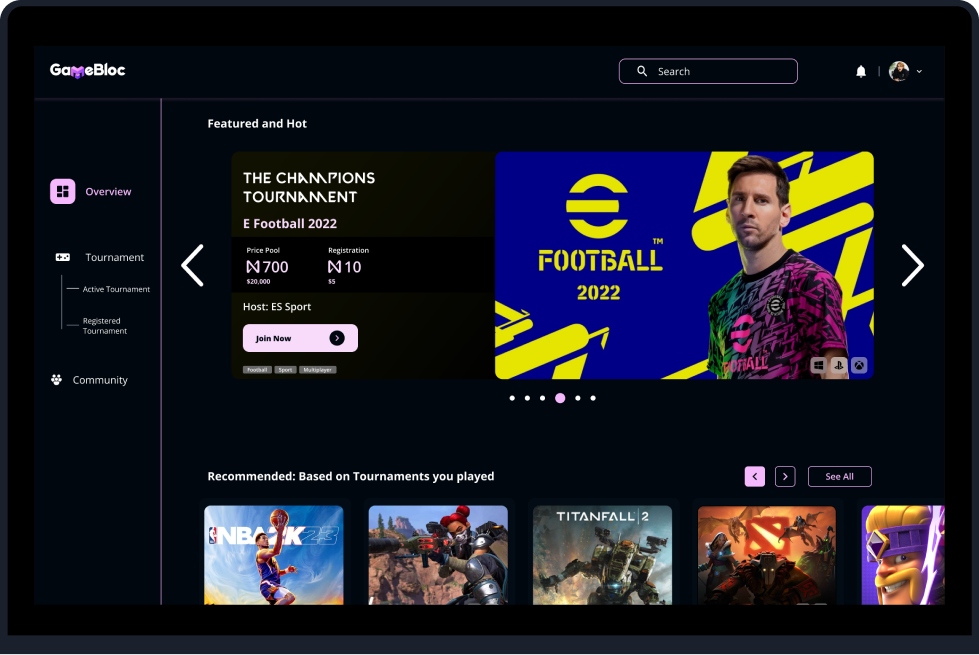 GameBloc
Search
Overview
Tournament
Active Tournament
Registered
Tournament
Community
Featured and Hot
THE CHAMPIONS
TOURNAMENT
E Football 2022
Price Pool
Registration
700
10
$20,000
$5
Host: ES Sport
Join Now
Football
Sport
Multiplayer
FOOTBALL™
2022
FOOTBALL
Recommended: Based on Tournaments you played
See All
NBA 2K23
TITANFALL 2